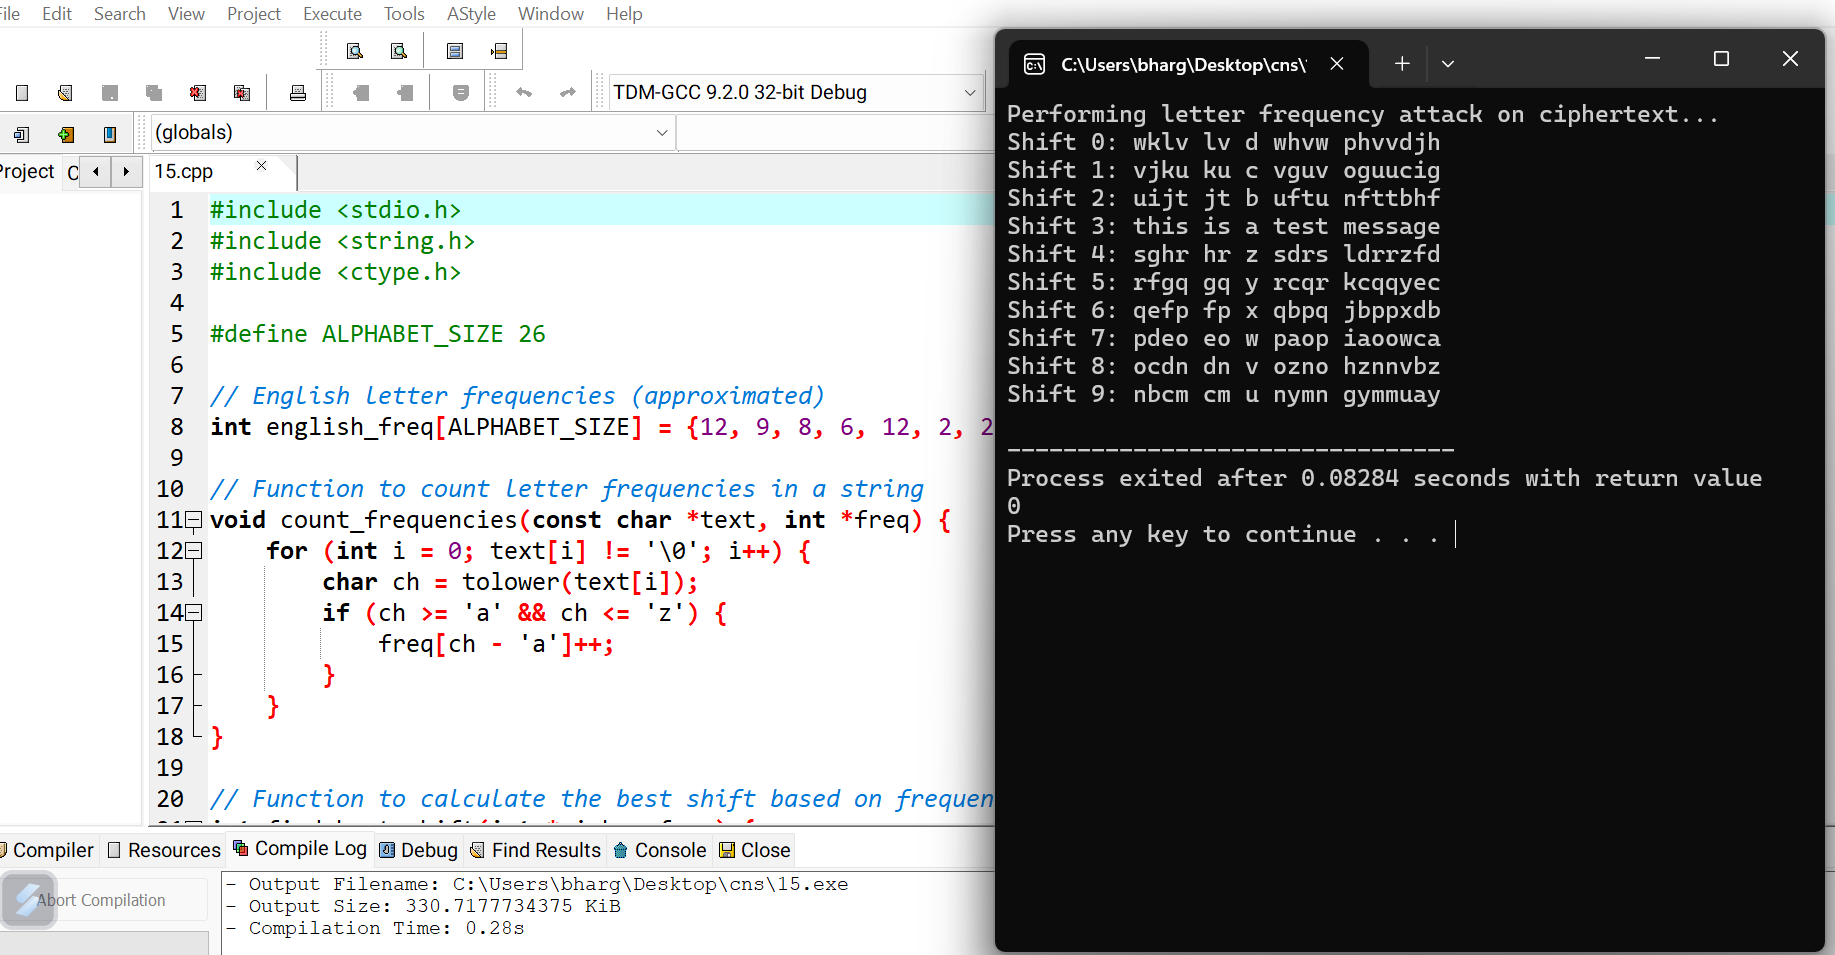 File Edit Search View Project Execute Tools AStyle Window Help
TDM-GCC 9.2.0 32-bit Debug
(globals)
Project C
15.cpp
1 #include <stdio.h>
2 #include <string.h>
3 #include <ctype.h>
4
5 #define ALPHABET_SIZE 26
6
7 // English letter frequencies (approximated)
8 int english_freq[ALPHABET_SIZE] = {12, 9, 8, 6, 12, 2, 2
9
10 // Function to count letter frequencies in a string
11 void count_frequencies(const char *text, int *freq) {
12     for (int i = 0; text[i] != '\0'; i++) {
13         char ch = tolower(text[i]);
14         if (ch >= 'a' && ch <= 'z') {
15             freq[ch - 'a']++;
16         }
17     }
18 }
19
20 // Function to calculate the best shift based on frequen
Compiler Resources Compile Log Debug Find Results Console Close
Abort Compilation
- Output Filename: C:\Users\bharg\Desktop\cns\15.exe
- Output Size: 330.7177734375 KiB
- Compilation Time: 0.28s
C:\Users\bharg\Desktop\cns\
Performing letter frequency attack on ciphertext...
Shift 0: wklv lv d whvw phvvdjh
Shift 1: vjku ku c vguv oguucig
Shift 2: uijt jt b uftu nfttbhf
Shift 3: this is a test message
Shift 4: sghr hr z sdrs ldrrzfd
Shift 5: rfgq gq y rcqr kcqqyec
Shift 6: qefp fp x qbpq jbppxdb
Shift 7: pdeo eo w paop iaoowca
Shift 8: ocdn dn v ozno hznnvbz
Shift 9: nbcm cm u nymn gymmuay
--------------------------------
Process exited after 0.08284 seconds with return value
0
Press any key to continue . . .